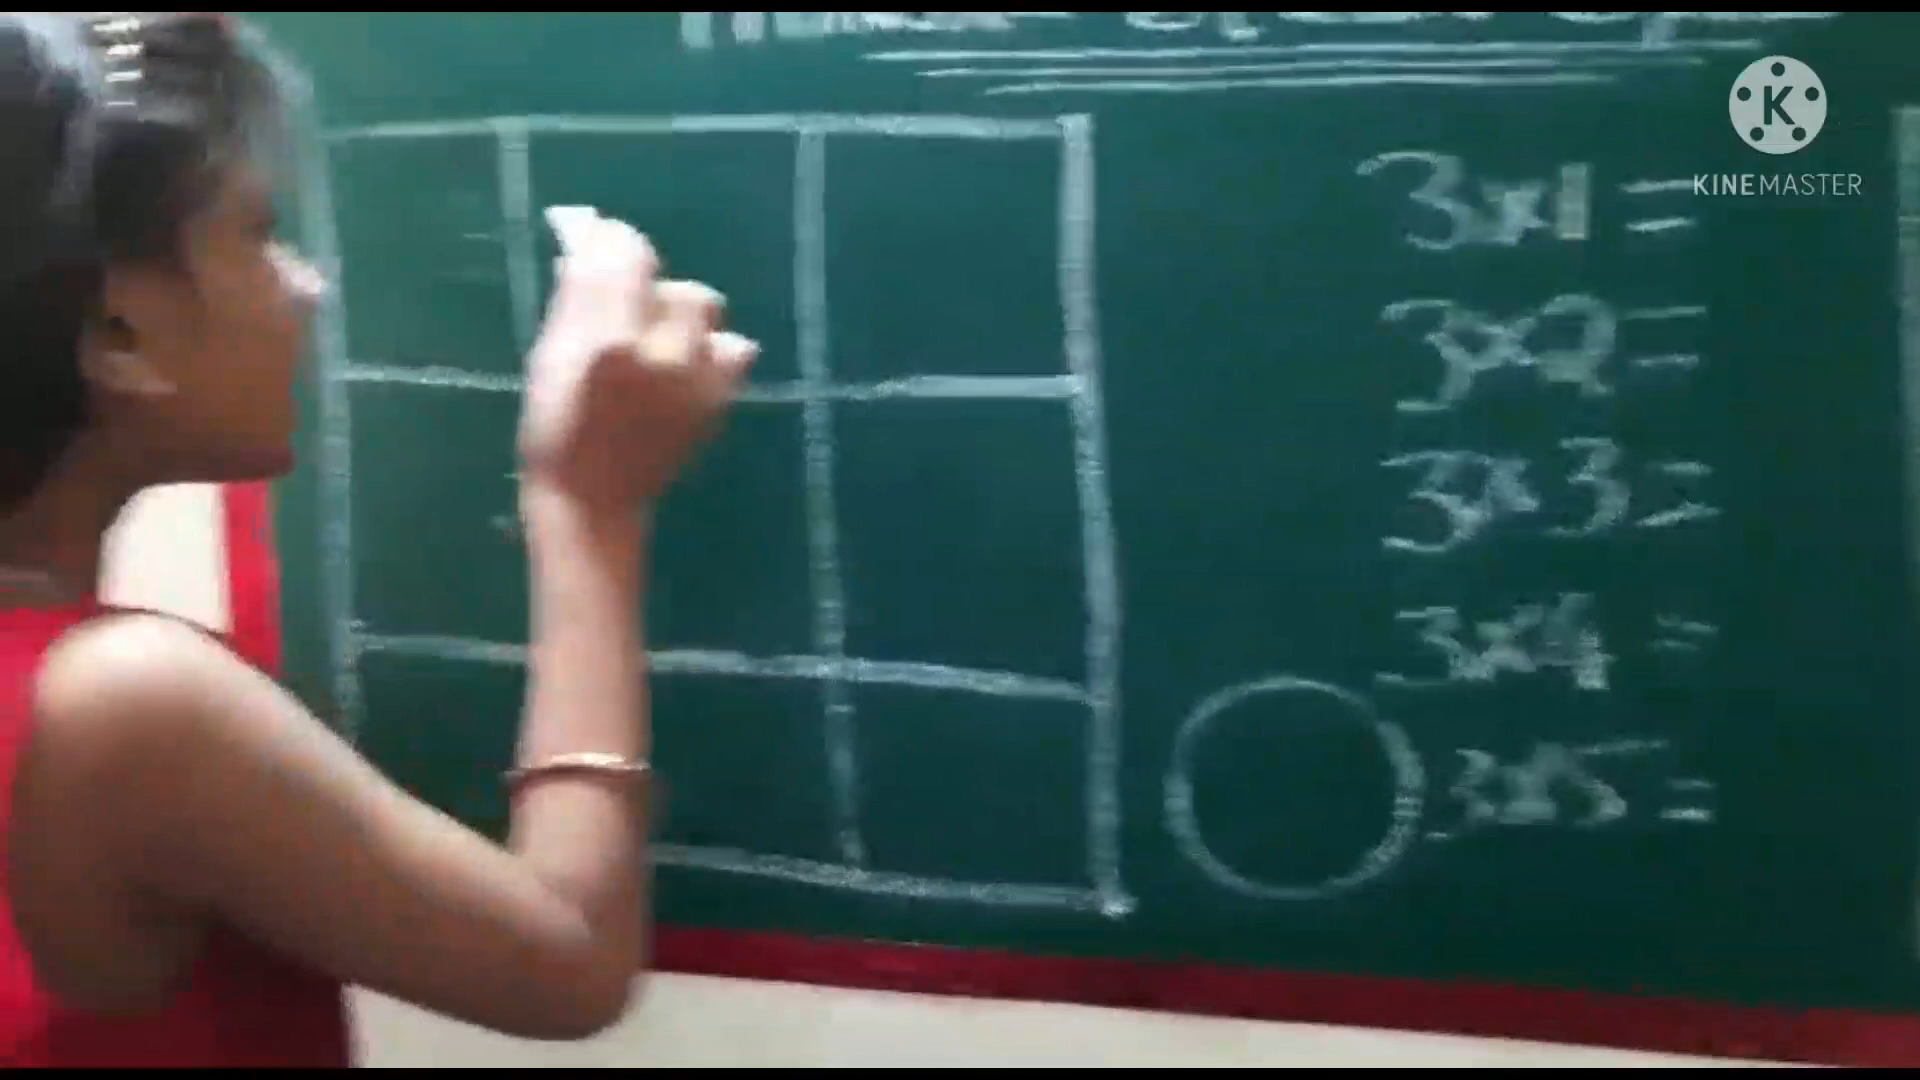 KINEMASTER
3x1=
3x2=
3x3=
3x4 =
3x5 =